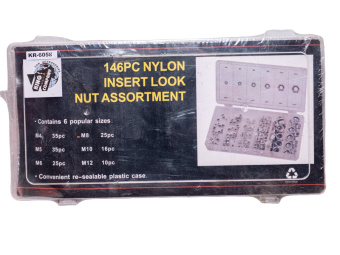 KR-6098
146PC NYLON
INSERT LOOK
NUT ASSORTMENT
• Contains 6 popular sizes
M4 35pc M8 25pc
M5 35pc M10 16pc
M6 25pc M12 10pc
• Convenient re-sealable plastic case.